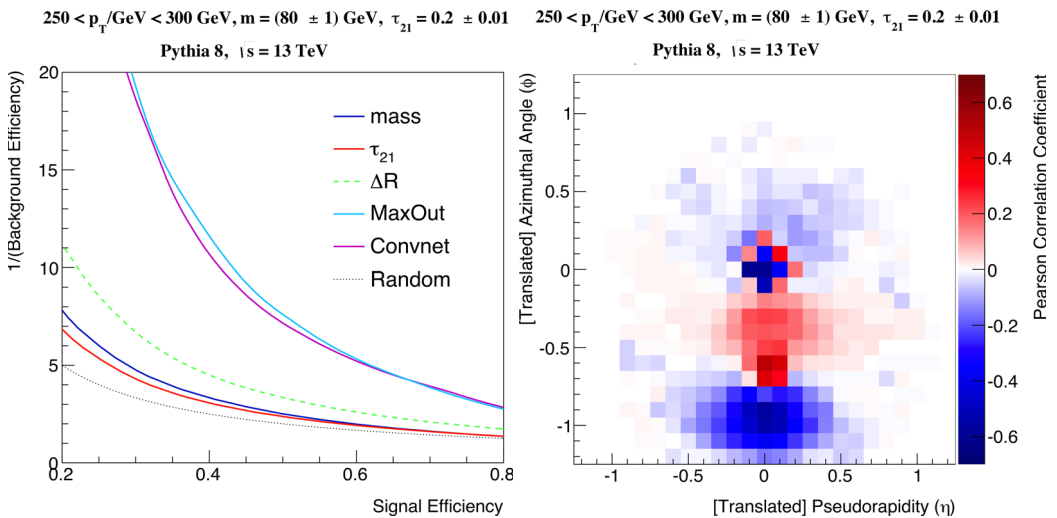 250 < p_T/GeV < 300 GeV, m = (80 ± 1) GeV, τ_21 = 0.2 ± 0.01
Pythia 8, √s = 13 TeV
1/(Background Efficiency)
20
15
10
5
0
0.2
0.4
0.6
0.8
Signal Efficiency
mass
τ_21
ΔR
MaxOut
Convnet
Random
250 < p_T/GeV < 300 GeV, m = (80 ± 1) GeV, τ_21 = 0.2 ± 0.01
Pythia 8, √s = 13 TeV
[Translated] Azimuthal Angle (ϕ)
1
0.5
0
-0.5
-1
-1
-0.5
0
0.5
1
[Translated] Pseudorapidity (η)
0.6
0.4
0.2
0
-0.2
-0.4
-0.6
Pearson Correlation Coefficient